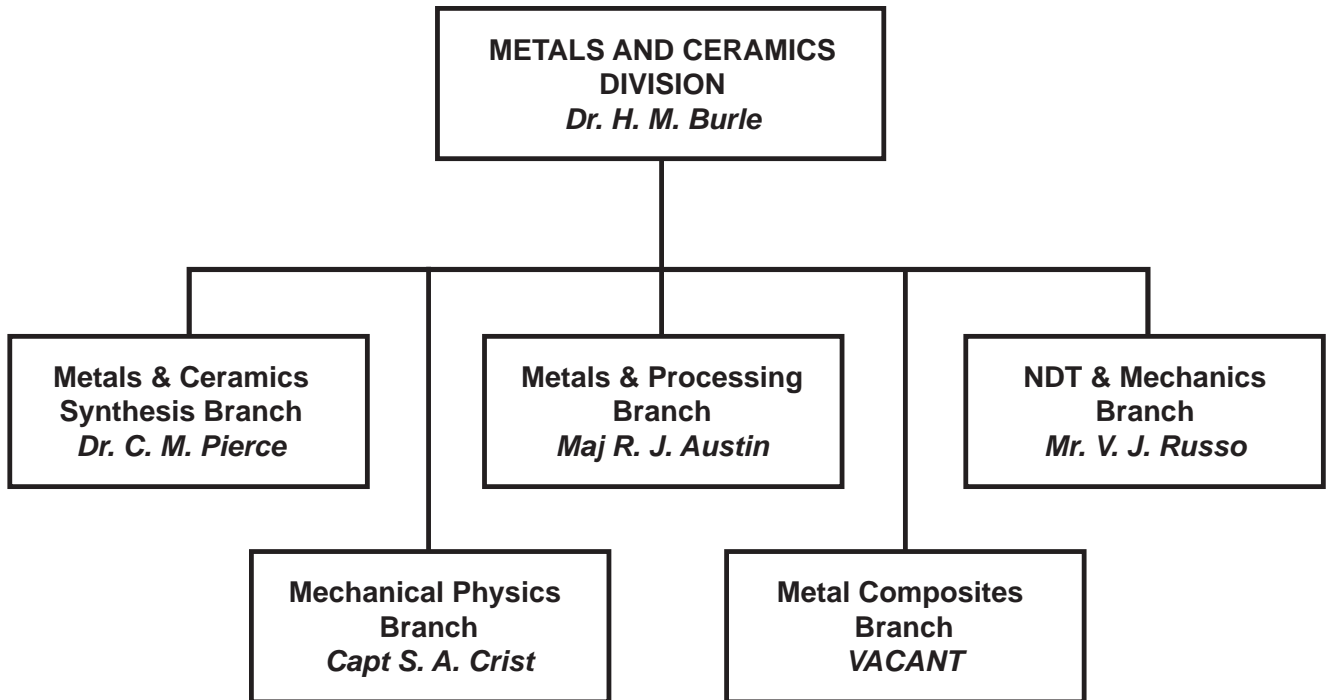 METALS AND CERAMICS
DIVISION
Dr. H. M. Burle
Metals & Ceramics
Synthesis Branch
Dr. C. M. Pierce
Metals & Processing
Branch
Maj R. J. Austin
NDT & Mechanics
Branch
Mr. V. J. Russo
Mechanical Physics
Branch
Capt S. A. Crist
Metal Composites
Branch
VACANT